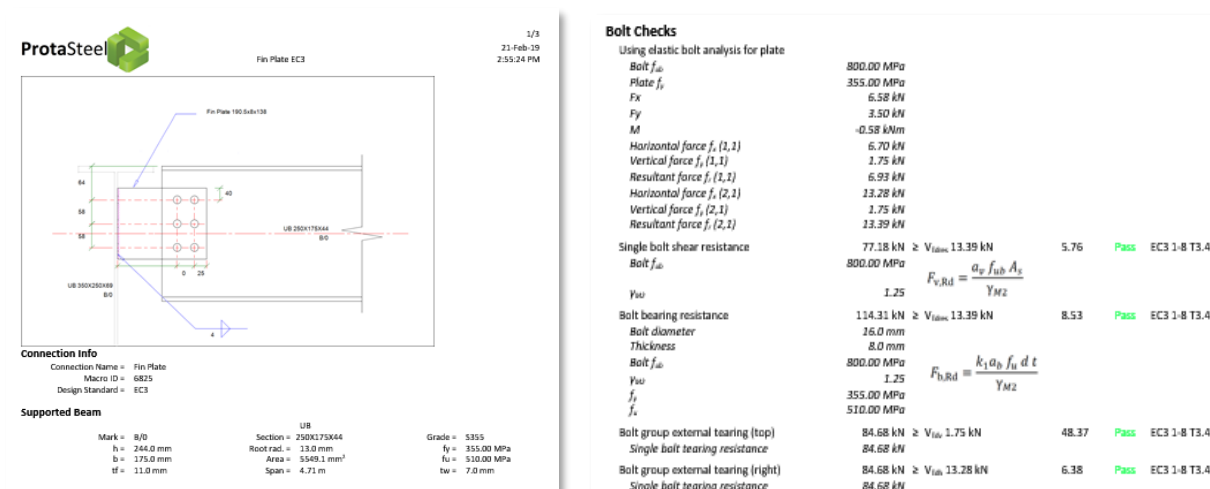 ProtaSteel
1/3
21-Feb-19
2:55:24 PM
Fin Plate EC3
Fin Plate 190.5x8x138
64
58
58
40
UB 250X175X44
B/0
0 25
UB 350X250X69
B/0
4
Connection Info
Connection Name = Fin Plate
Macro ID = 6825
Design Standard = EC3
Supported Beam
UB
Mark = B/0 Section = 250X175X44 Grade = S355
h = 244.0 mm Root rad. = 13.0 mm fy = 355.00 MPa
b = 175.0 mm Area = 5549.1 mm² fu = 510.00 MPa
tf = 11.0 mm Span = 4.71 m tw = 7.0 mm
Bolt Checks
Using elastic bolt analysis for plate
Bolt fub 800.00 MPa
Plate fy 355.00 MPa
Fx 6.58 kN
Fy 3.50 kN
M -0.58 kNm
Horizontal force fx (1,1) 6.70 kN
Vertical force fy (1,1) 1.75 kN
Resultant force fr (1,1) 6.93 kN
Horizontal force fx (2,1) 13.28 kN
Vertical force fy (2,1) 1.75 kN
Resultant force fr (2,1) 13.39 kN
Single bolt shear resistance 77.18 kN ≥ 13.39 kN 5.76 Pass EC3 1-8 T3.4
Bolt fub 800.00 MPa
Fv,Rd = av fub As / γM2
γM2 1.25
Bolt bearing resistance 114.31 kN ≥ 13.39 kN 8.53 Pass EC3 1-8 T3.4
Bolt diameter 16.0 mm
Thickness 8.0 mm
Bolt fub 800.00 MPa
Fb,Rd = k1 ab fu d t / γM2
γM2 1.25
fy 355.00 MPa
fu 510.00 MPa
Bolt group external tearing (top) 84.68 kN ≥ 1.75 kN 48.37 Pass EC3 1-8 T3.4
Single bolt tearing resistance 84.68 kN
Bolt group external tearing (right) 84.68 kN ≥ 13.28 kN 6.38 Pass EC3 1-8 T3.4
Single bolt tearing resistance 84.68 kN